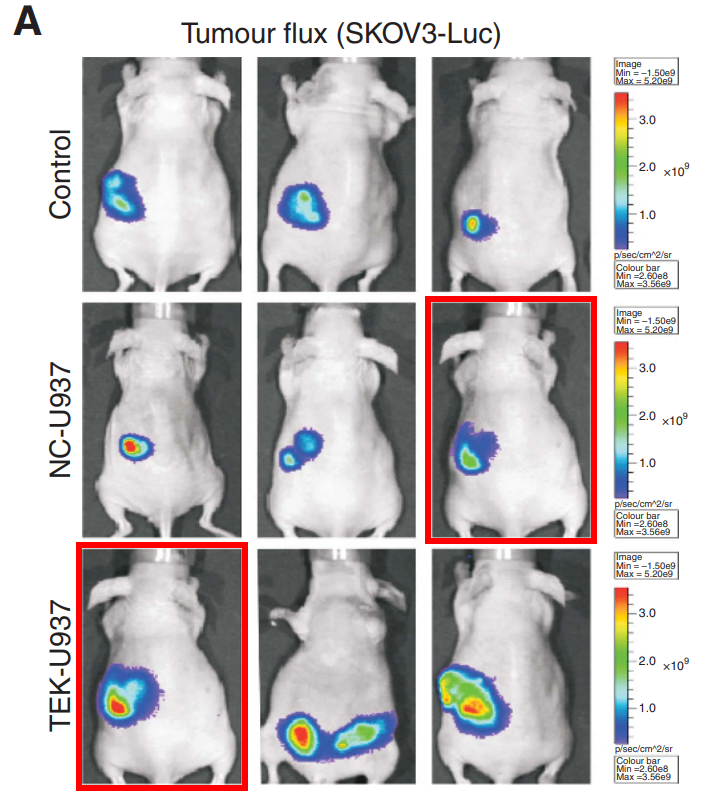 A
Tumour flux (SKOV3-Luc)
Control
Image
Min = –1.50e9
Max = 5.20e9
3.0
2.0
×10⁹
1.0
p/sec/cm^2/sr
Colour bar
Min =2.60e8
Max =3.56e9
NC-U937
Image
Min = –1.50e9
Max = 5.20e9
3.0
2.0
×10⁹
1.0
p/sec/cm^2/sr
Colour bar
Min =2.60e8
Max =3.56e9
TEK-U937
Image
Min = –1.50e9
Max = 5.20e9
3.0
2.0
×10⁹
1.0
p/sec/cm^2/sr
Colour bar
Min =2.60e8
Max =3.56e9